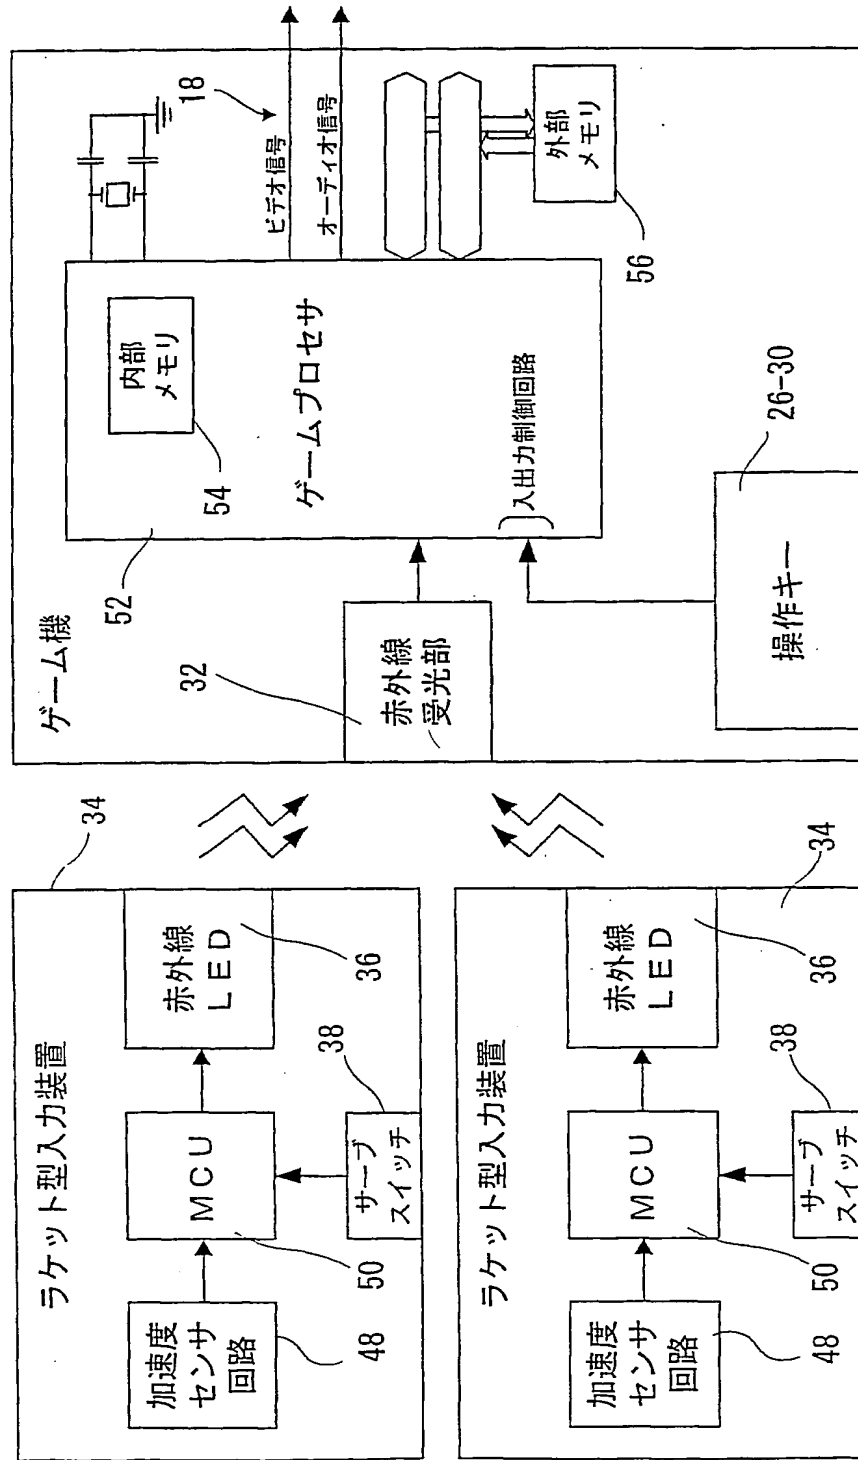 ラケット型入力装置
34
加速度
センサ
回路
48
MCU
50
赤外線
LED
36
サーブ
スイッチ
38
ラケット型入力装置
34
加速度
センサ
回路
48
MCU
50
赤外線
LED
36
サーブ
スイッチ
38
ゲーム機
赤外線
受光部
32
52
内部
メモリ
54
ゲームプロセサ
入出力制御回路
操作キー
26-30
18
ビデオ信号
オーディオ信号
外部
メモリ
56